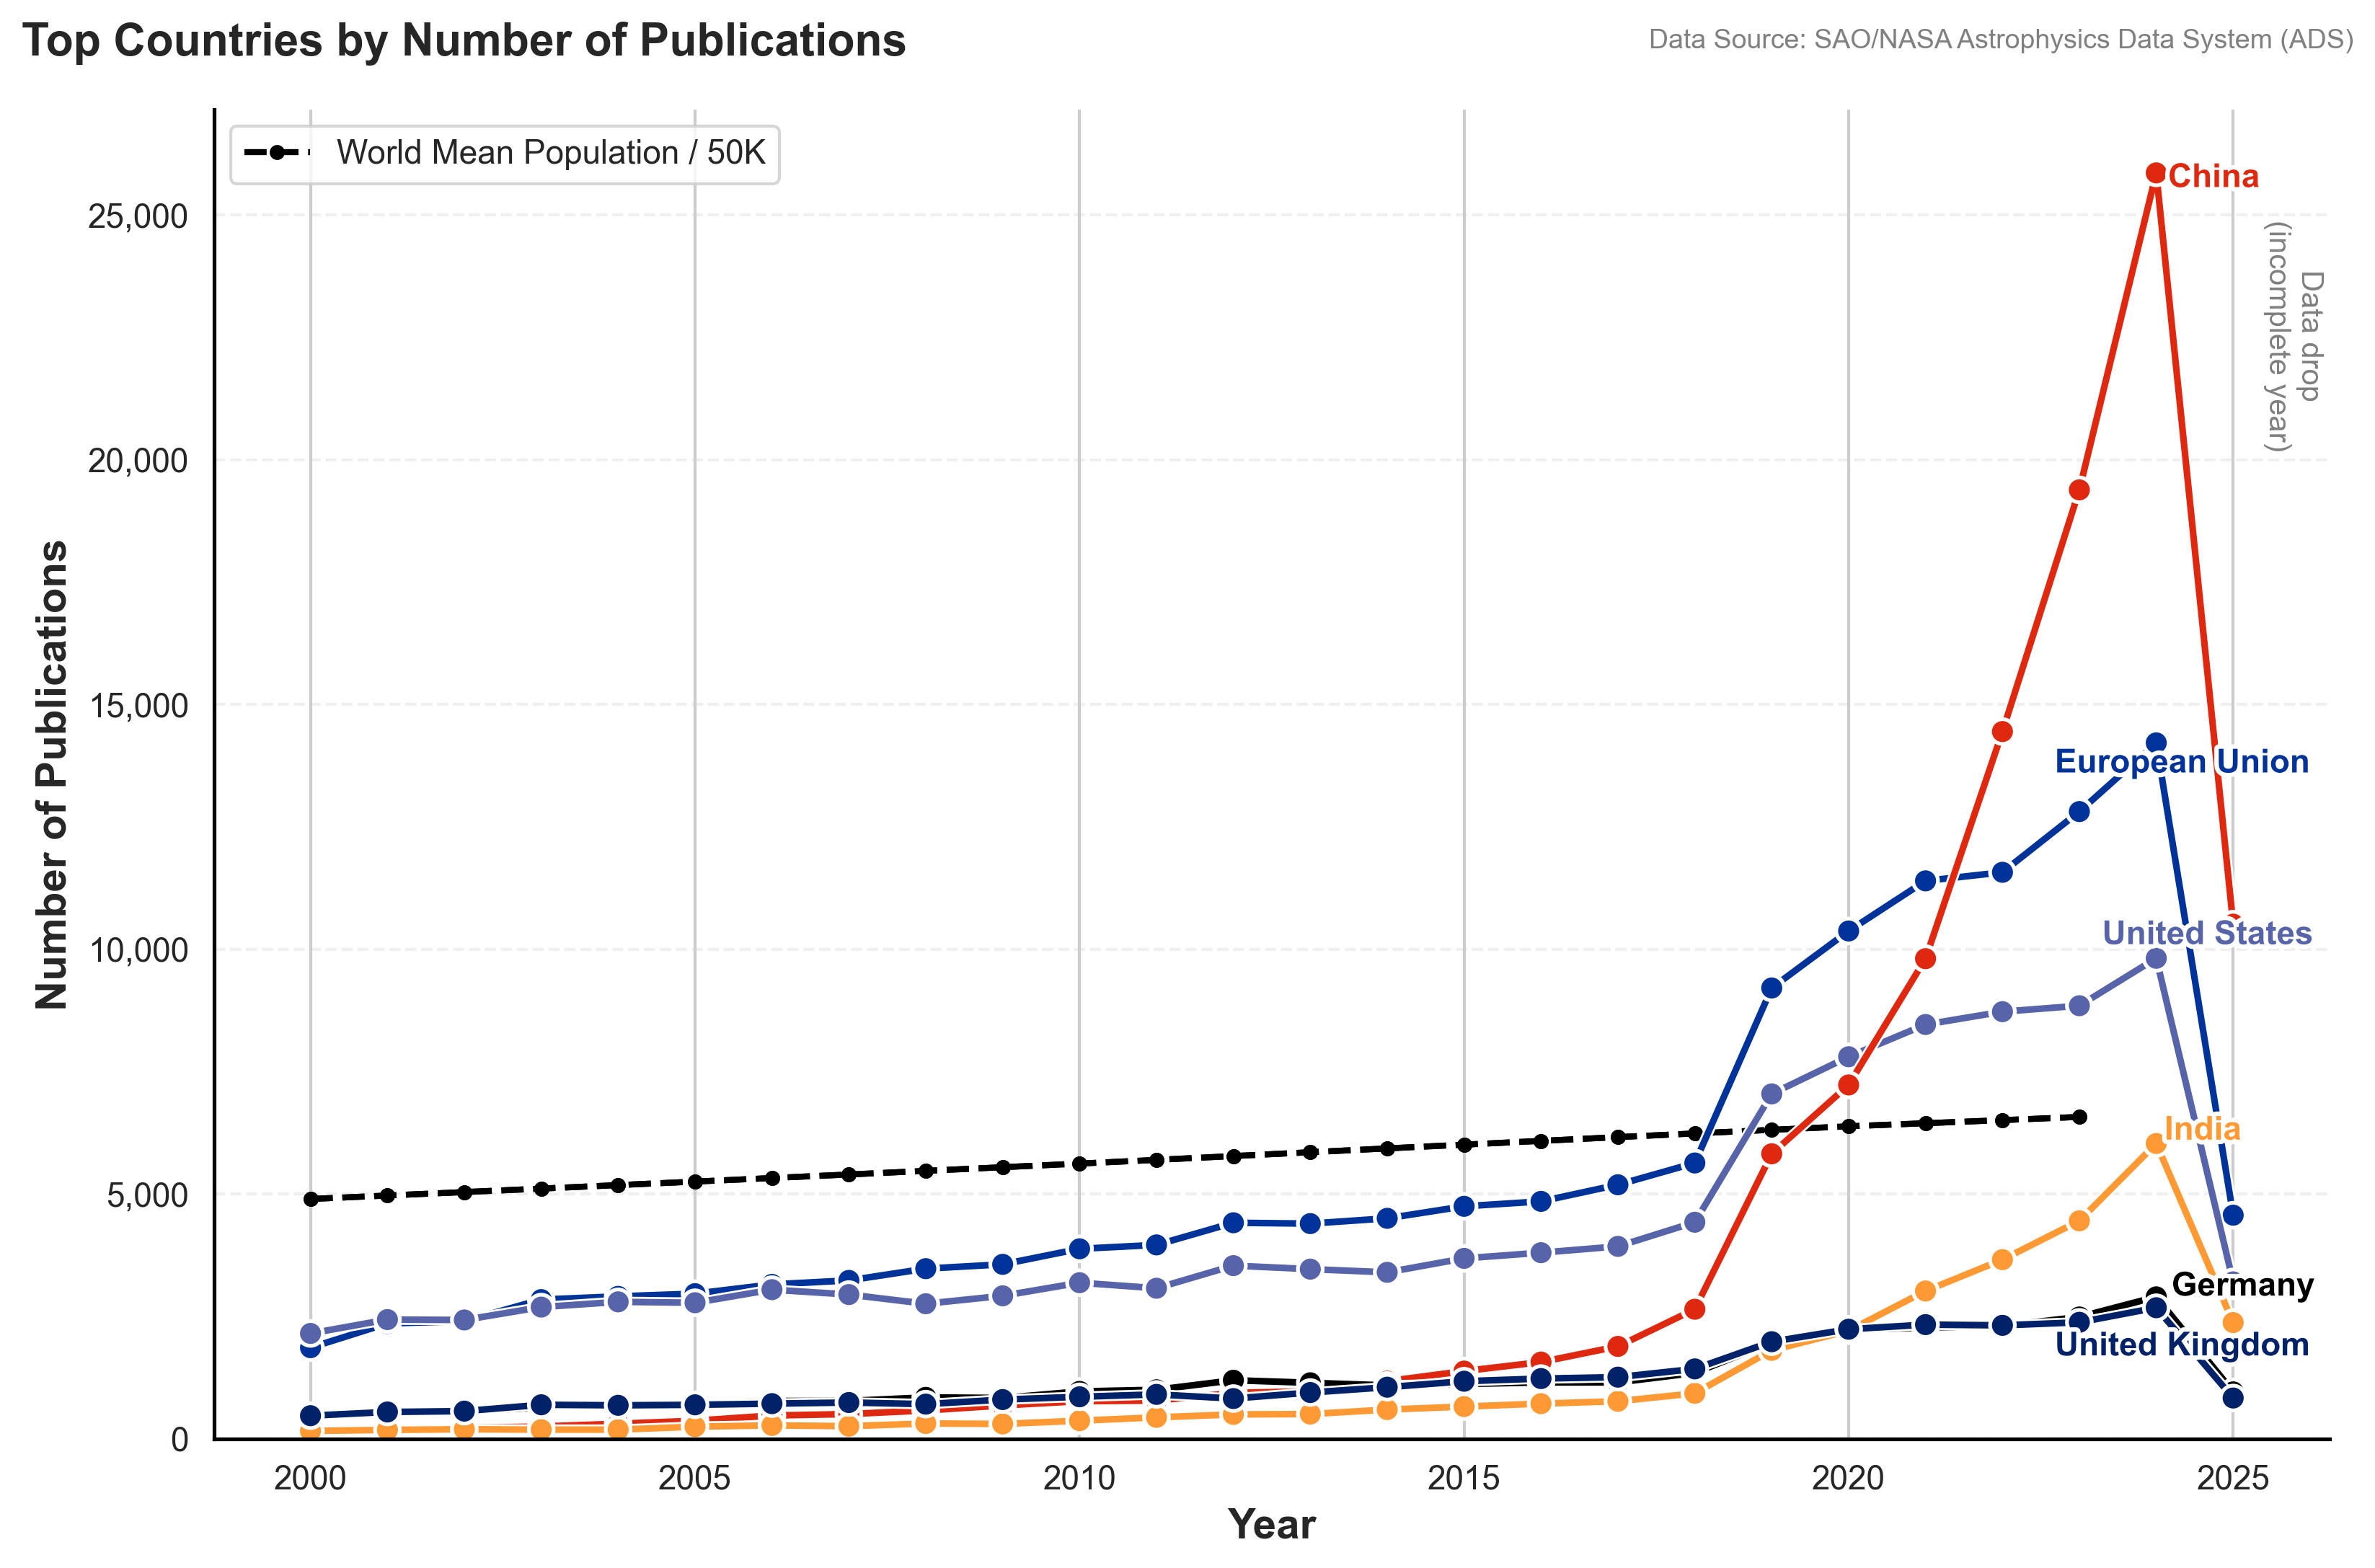 Top Countries by Number of Publications
Data Source: SAO/NASA Astrophysics Data System (ADS)
World Mean Population / 50K
Number of Publications
25,000
20,000
15,000
10,000
5,000
0
China
Data drop
(incomplete year)
European Union
United States
India
Germany
United Kingdom
2000
2005
2010
2015
2020
2025
Year